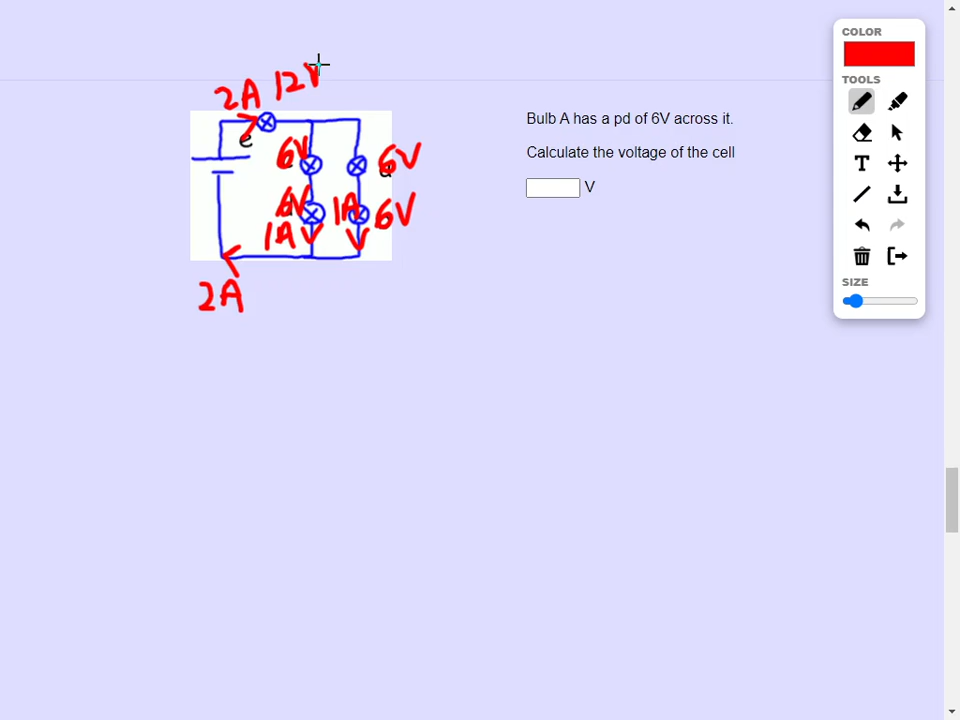 COLOR
2A 12V
TOOLS
e
Bulb A has a pd of 6V across it.
6V
6V
Calculate the voltage of the cell
T
V
6V
1A
6V
1A
2A
SIZE